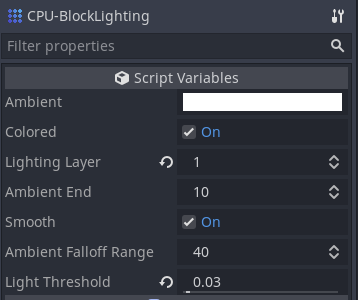 CPU-BlockLighting
Filter properties
Script Variables
Ambient
Colored On
Lighting Layer 1
Ambient End 10
Smooth On
Ambient Falloff Range 40
Light Threshold 0.03